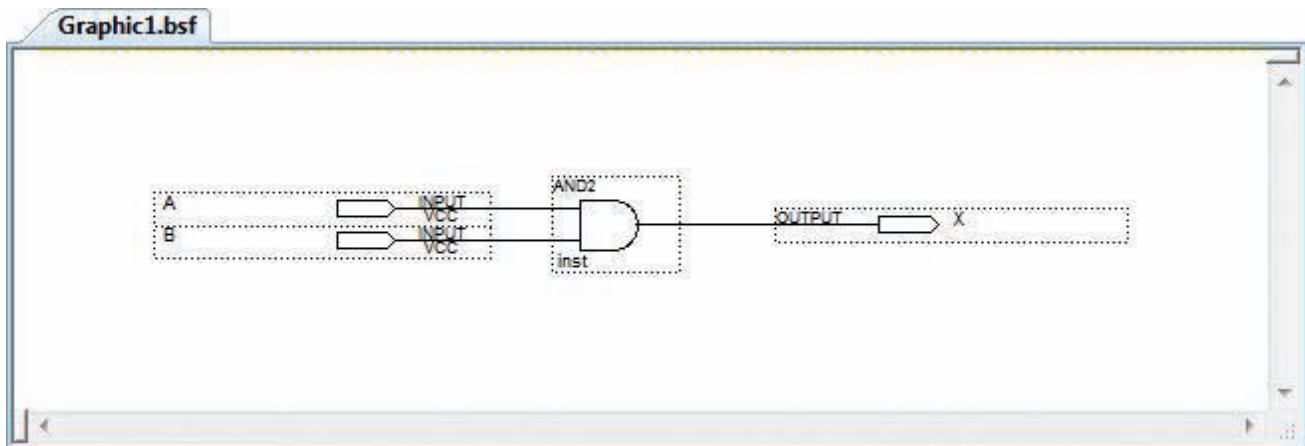 Graphic1.bsf
AND2
A INPUT
VCC
OUTPUT X
B INPUT
VCC
inst